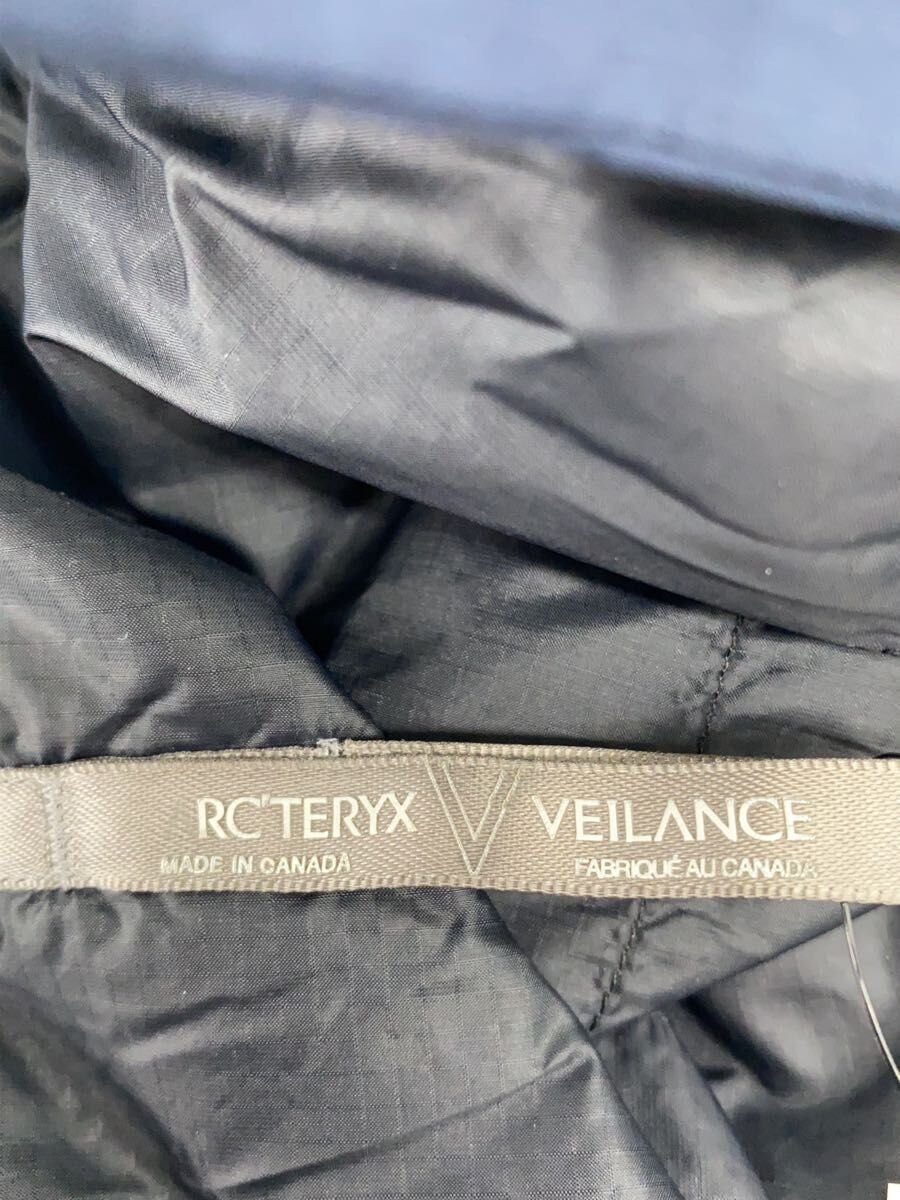 RC'TERYX V VEILANCE
MADE IN CANADA FABRIQUÉ AU CANADA